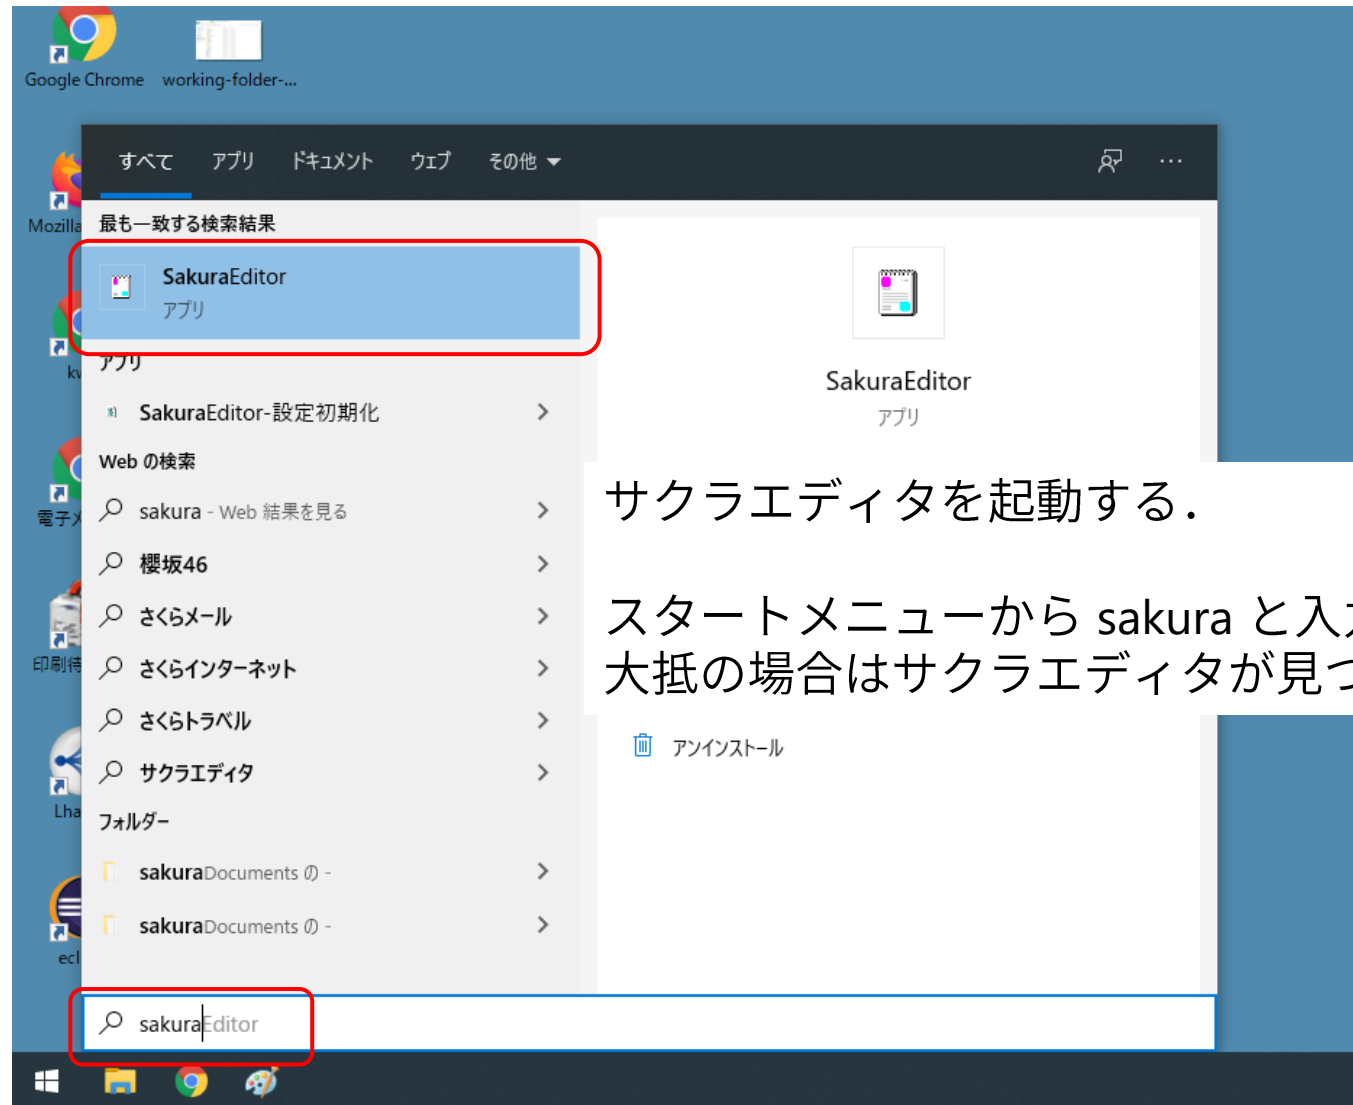 Google Chrome
working-folder-...
すべて アプリ ドキュメント ウェブ その他
Mozilla
最も一致する検索結果
SakuraEditor
アプリ
アプリ
SakuraEditor-設定初期化
Web の検索
sakura - Web 結果を見る
櫻坂46
さくらメール
さくらインターネット
さくらトラベル
サクラエディタ
フォルダー
sakuraDocuments の -
sakuraDocuments の -
sakuraEditor
SakuraEditor
アプリ
サクラエディタを起動する．
スタートメニューから sakura と入力
大抵の場合はサクラエディタが見つ
アンインストール
電子メ
印刷待
Lha
ecl